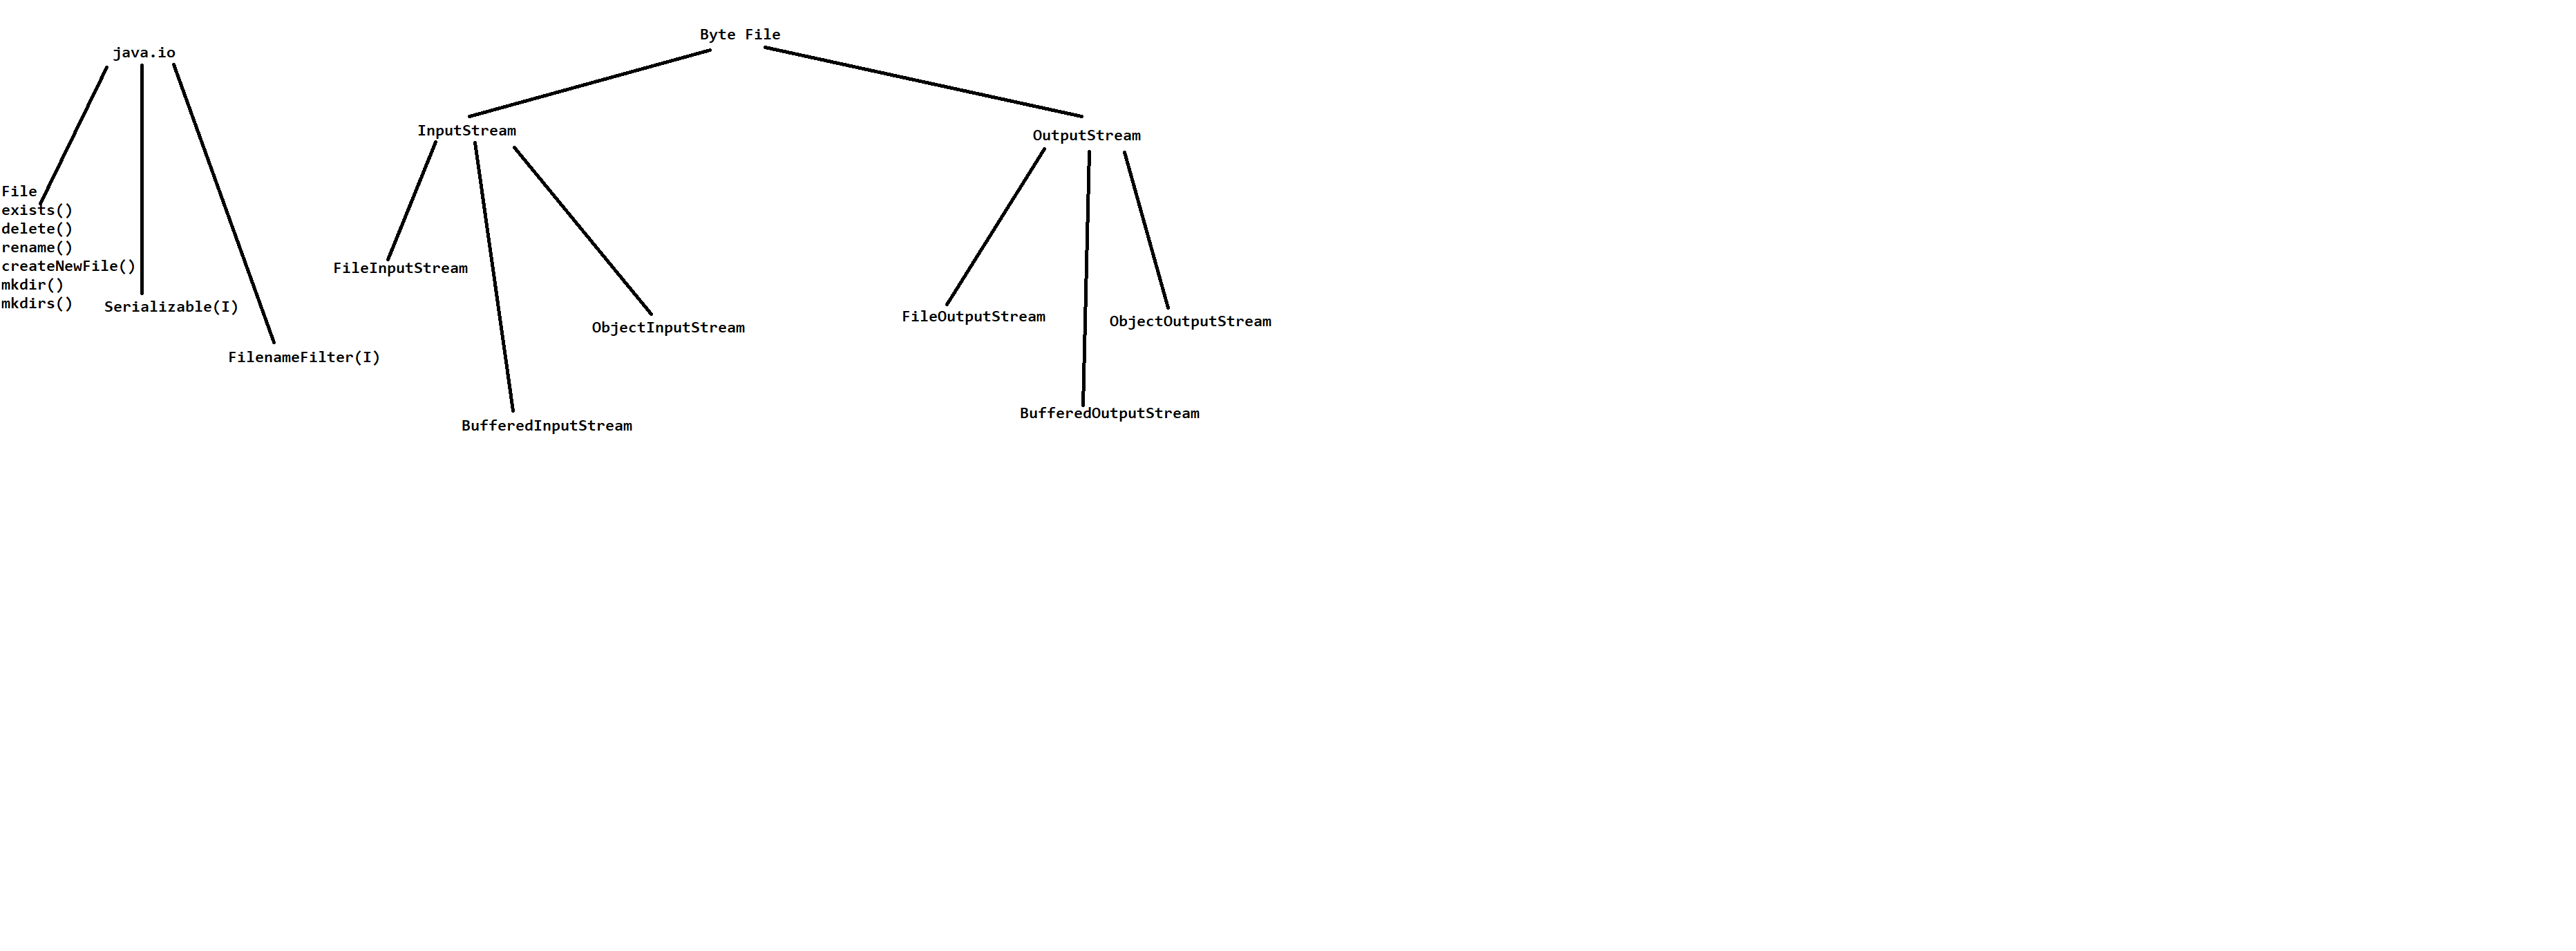 java.io
File
exists()
delete()
rename()
createNewFile()
mkdir()
mkdirs()
Serializable(I)
FilenameFilter(I)
Byte File
InputStream
FileInputStream
BufferedInputStream
ObjectInputStream
OutputStream
FileOutputStream
BufferedOutputStream
ObjectOutputStream